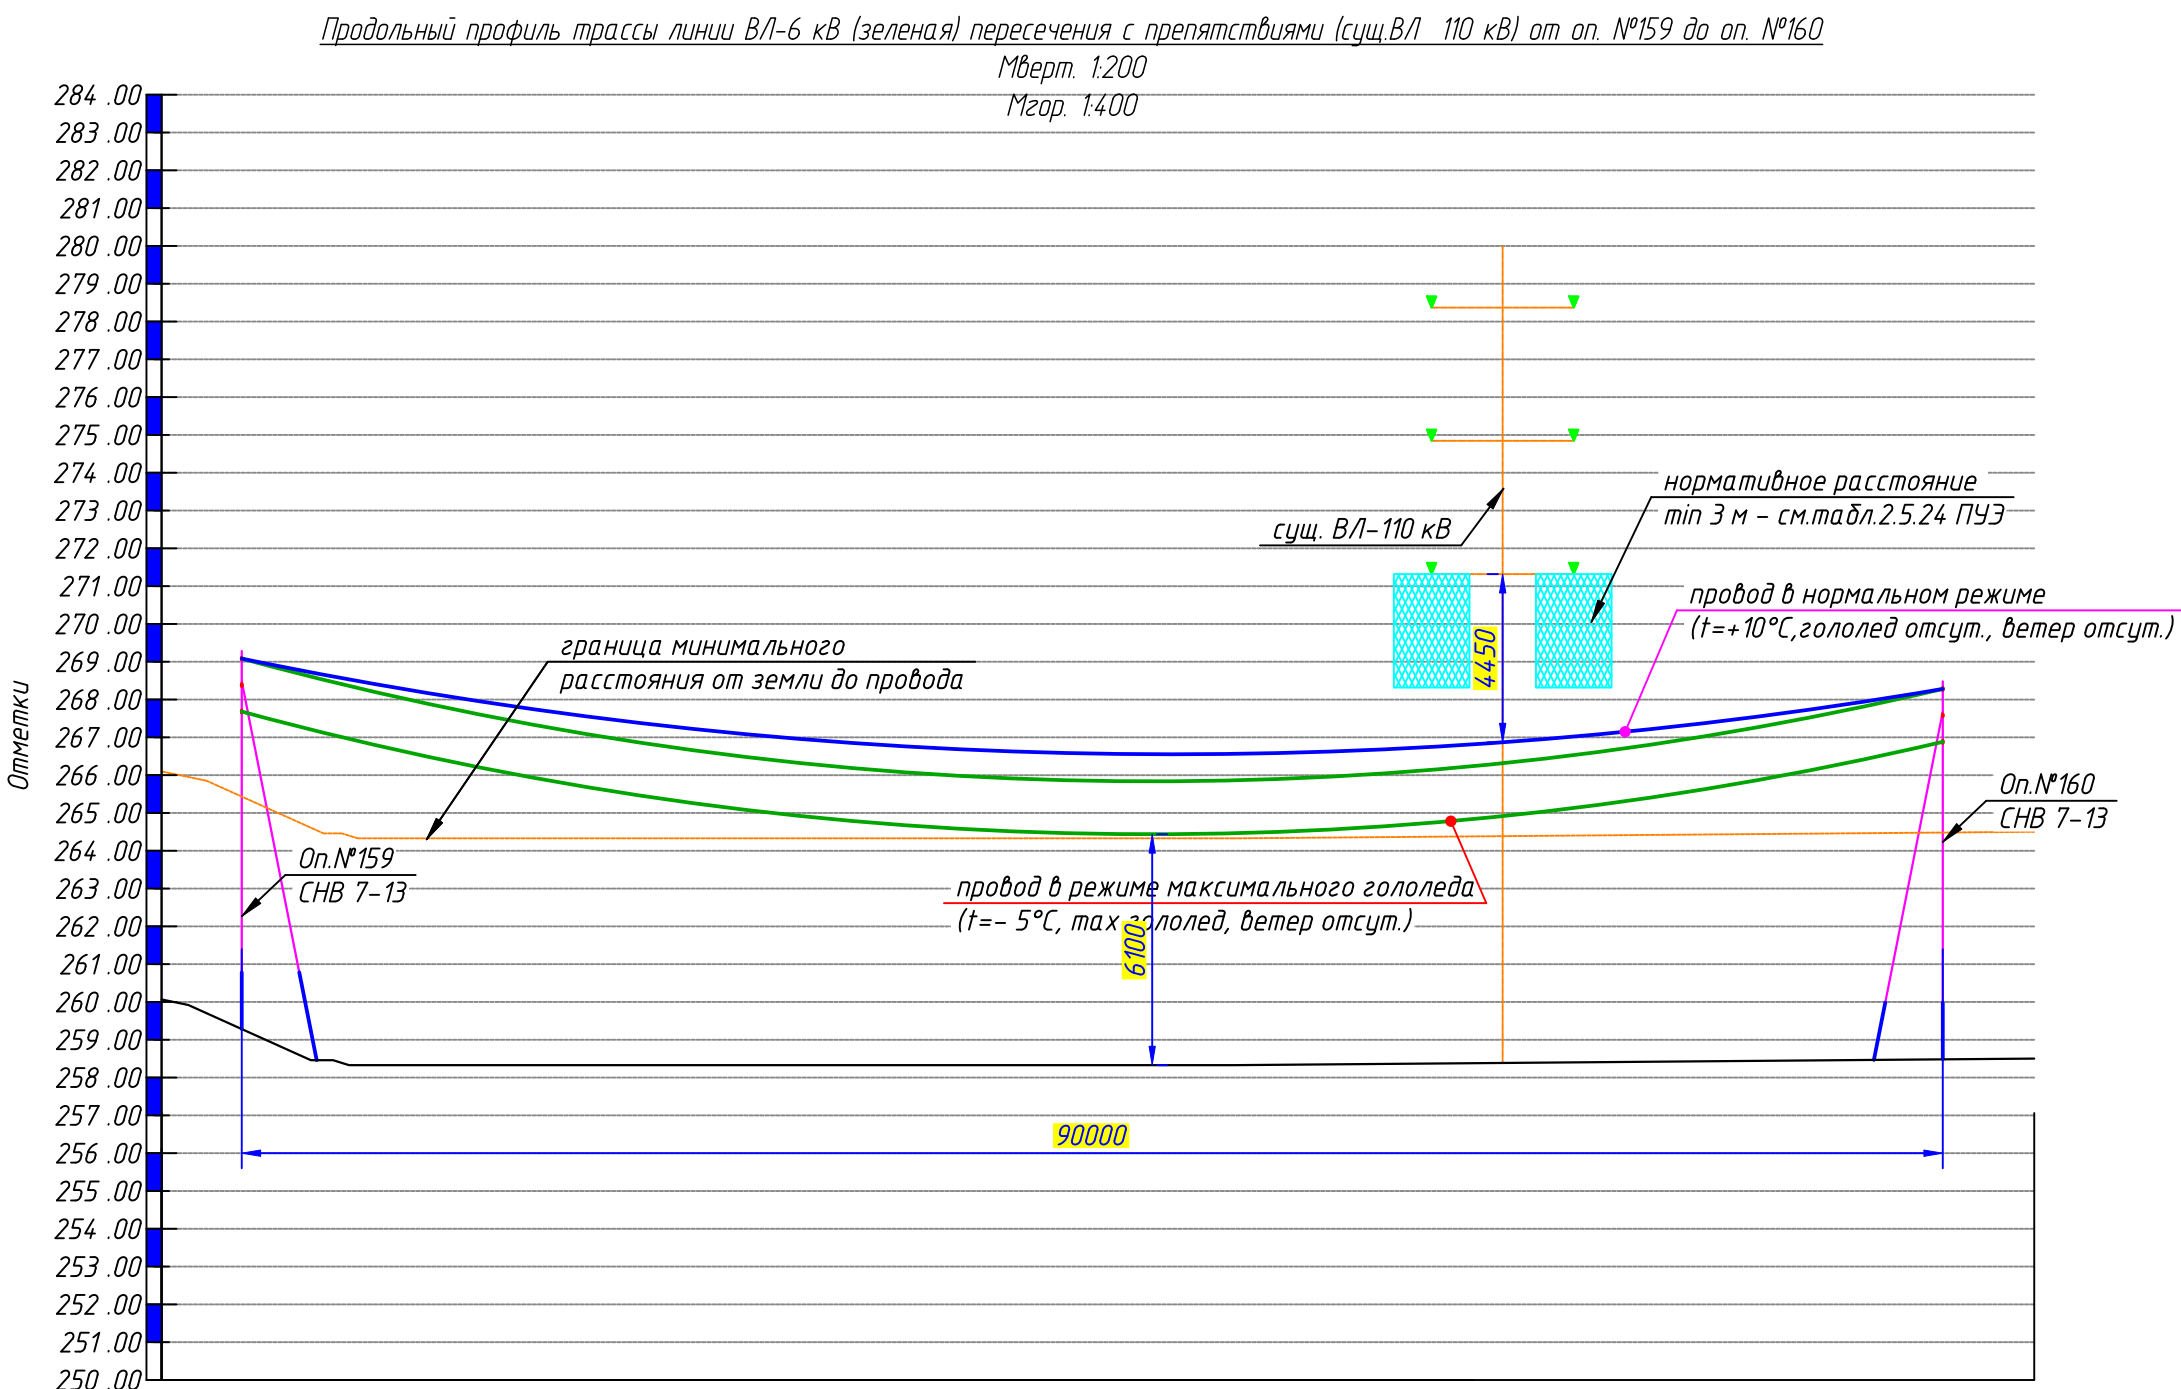 Продольный профиль трассы линии ВЛ-6 кВ (зеленая) пересечения с препятствиями (сущ.ВЛ 110 кВ) от оп. №159 до оп. №160
Мверт. 1:200
Мгор. 1:400
284 .00
283 .00
282 .00
281 .00
280 .00
279 .00
278 .00
277 .00
276 .00
275 .00
274 .00
273 .00
272 .00
271 .00
270 .00
269 .00
268 .00
267 .00
266 .00
265 .00
264 .00
263 .00
262 .00
261 .00
260 .00
259 .00
258 .00
257 .00
256 .00
255 .00
254 .00
253 .00
252 .00
251 .00
250 .00
Отметки
нормативное расстояние
min 3 м - см.табл.2.5.24 ПУЭ
сущ. ВЛ-110 кВ
провод в нормальном режиме
(t=+10°C,гололед отсут., ветер отсут.)
4450
граница минимального
расстояния от земли до провода
Оп.№160
СНВ 7-13
Оп.№159
СНВ 7-13
провод в режиме максимального гололеда
(t=- 5°C, max гололед, ветер отсут.)
6100
90000